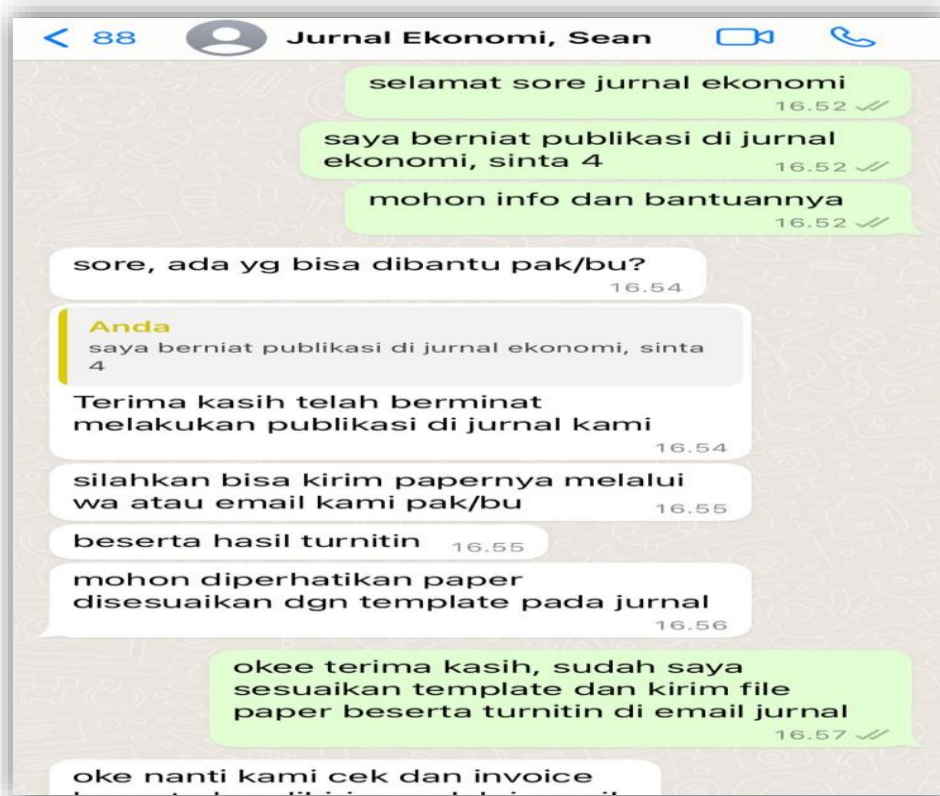 88
Jurnal Ekonomi, Sean
selamat sore jurnal ekonomi
16.52
saya berniat publikasi di jurnal
ekonomi, sinta 4
16.52
mohon info dan bantuannya
16.52
sore, ada yg bisa dibantu pak/bu?
16.54
Anda
saya berniat publikasi di jurnal ekonomi, sinta
4
Terima kasih telah berminat
melakukan publikasi di jurnal kami
16.54
silahkan bisa kirim papernya melalui
wa atau email kami pak/bu
16.55
beserta hasil turnitin
16.55
mohon diperhatikan paper
disesuaikan dgn template pada jurnal
16.56
okee terima kasih, sudah saya
sesuaikan template dan kirim file
paper beserta turnitin di email jurnal
16.57
oke nanti kami cek dan invoice